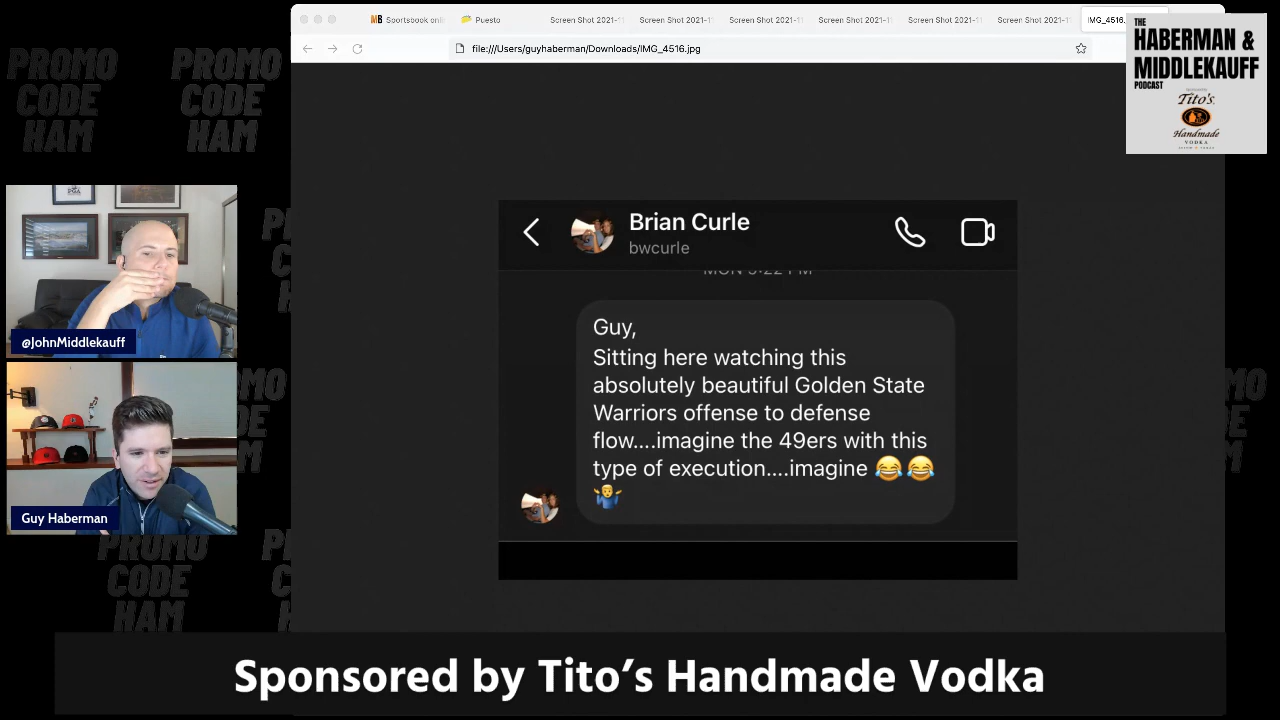 Sportsbook onli
Puesto
Screen Shot 2021-1
Screen Shot 2021-1
Screen Shot 2021-1
Screen Shot 2021-1
Screen Shot 2021-1
Screen Shot 2021-1
IMG_4516.
file:///Users/guyhaberman/Downloads/IMG_4516.jpg
THE
HABERMAN &
MIDDLEKAUFF
PODCAST
Tito's
Handmade
VODKA
PROMO
CODE
HAM
PROMO
CODE
HAM
@JohnMiddlekauff
Guy Haberman
PROMO
CODE
HAM
Brian Curle
bwcurle
Guy,
Sitting here watching this
absolutely beautiful Golden State
Warriors offense to defense
flow....imagine the 49ers with this
type of execution....imagine 😂😂
🤷‍♂️
Sponsored by Tito's Handmade Vodka